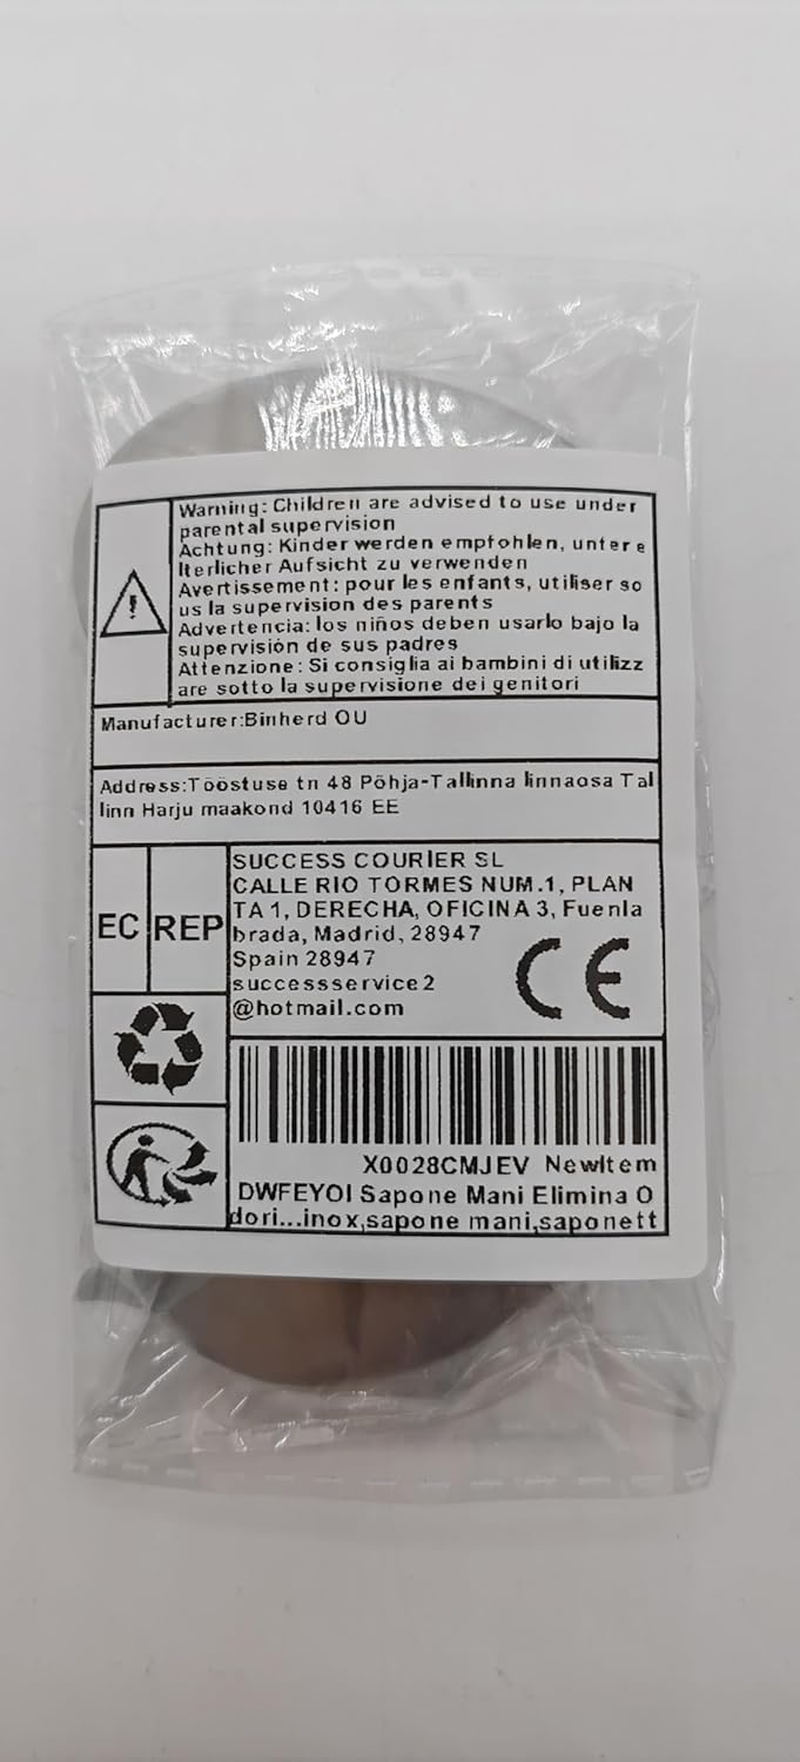 Warning: Children are advised to use under
parental supervision
Achtung: Kinder werden empfohlen, untere
lterlicher Aufsicht zu verwenden
Avertissement: pour les enfants, utiliser so
us la supervision des parents
Advertencia: los niños deben usarlo bajo la
supervisión de sus padres
Attenzione: Si consiglia ai bambini di utilizz
are sotto la supervisione dei genitori
Manufacturer:Binherd OU
Address:Tööstuse tn 48 Põhja-Tallinna linnaosa Tal
linn Harju maakond 10416 EE
EC REP
SUCCESS COURIER SL
CALLE RIO TORMES NUM.1, PLAN
TA 1, DERECHA, OFICINA 3, Fuenla
brada, Madrid, 28947
Spain 28947
successservice2
@hotmail.com
CE
X0028CMJEV NewItem
DWFEYOI Sapone Mani Elimina O
dori...inox,sapone mani,saponett